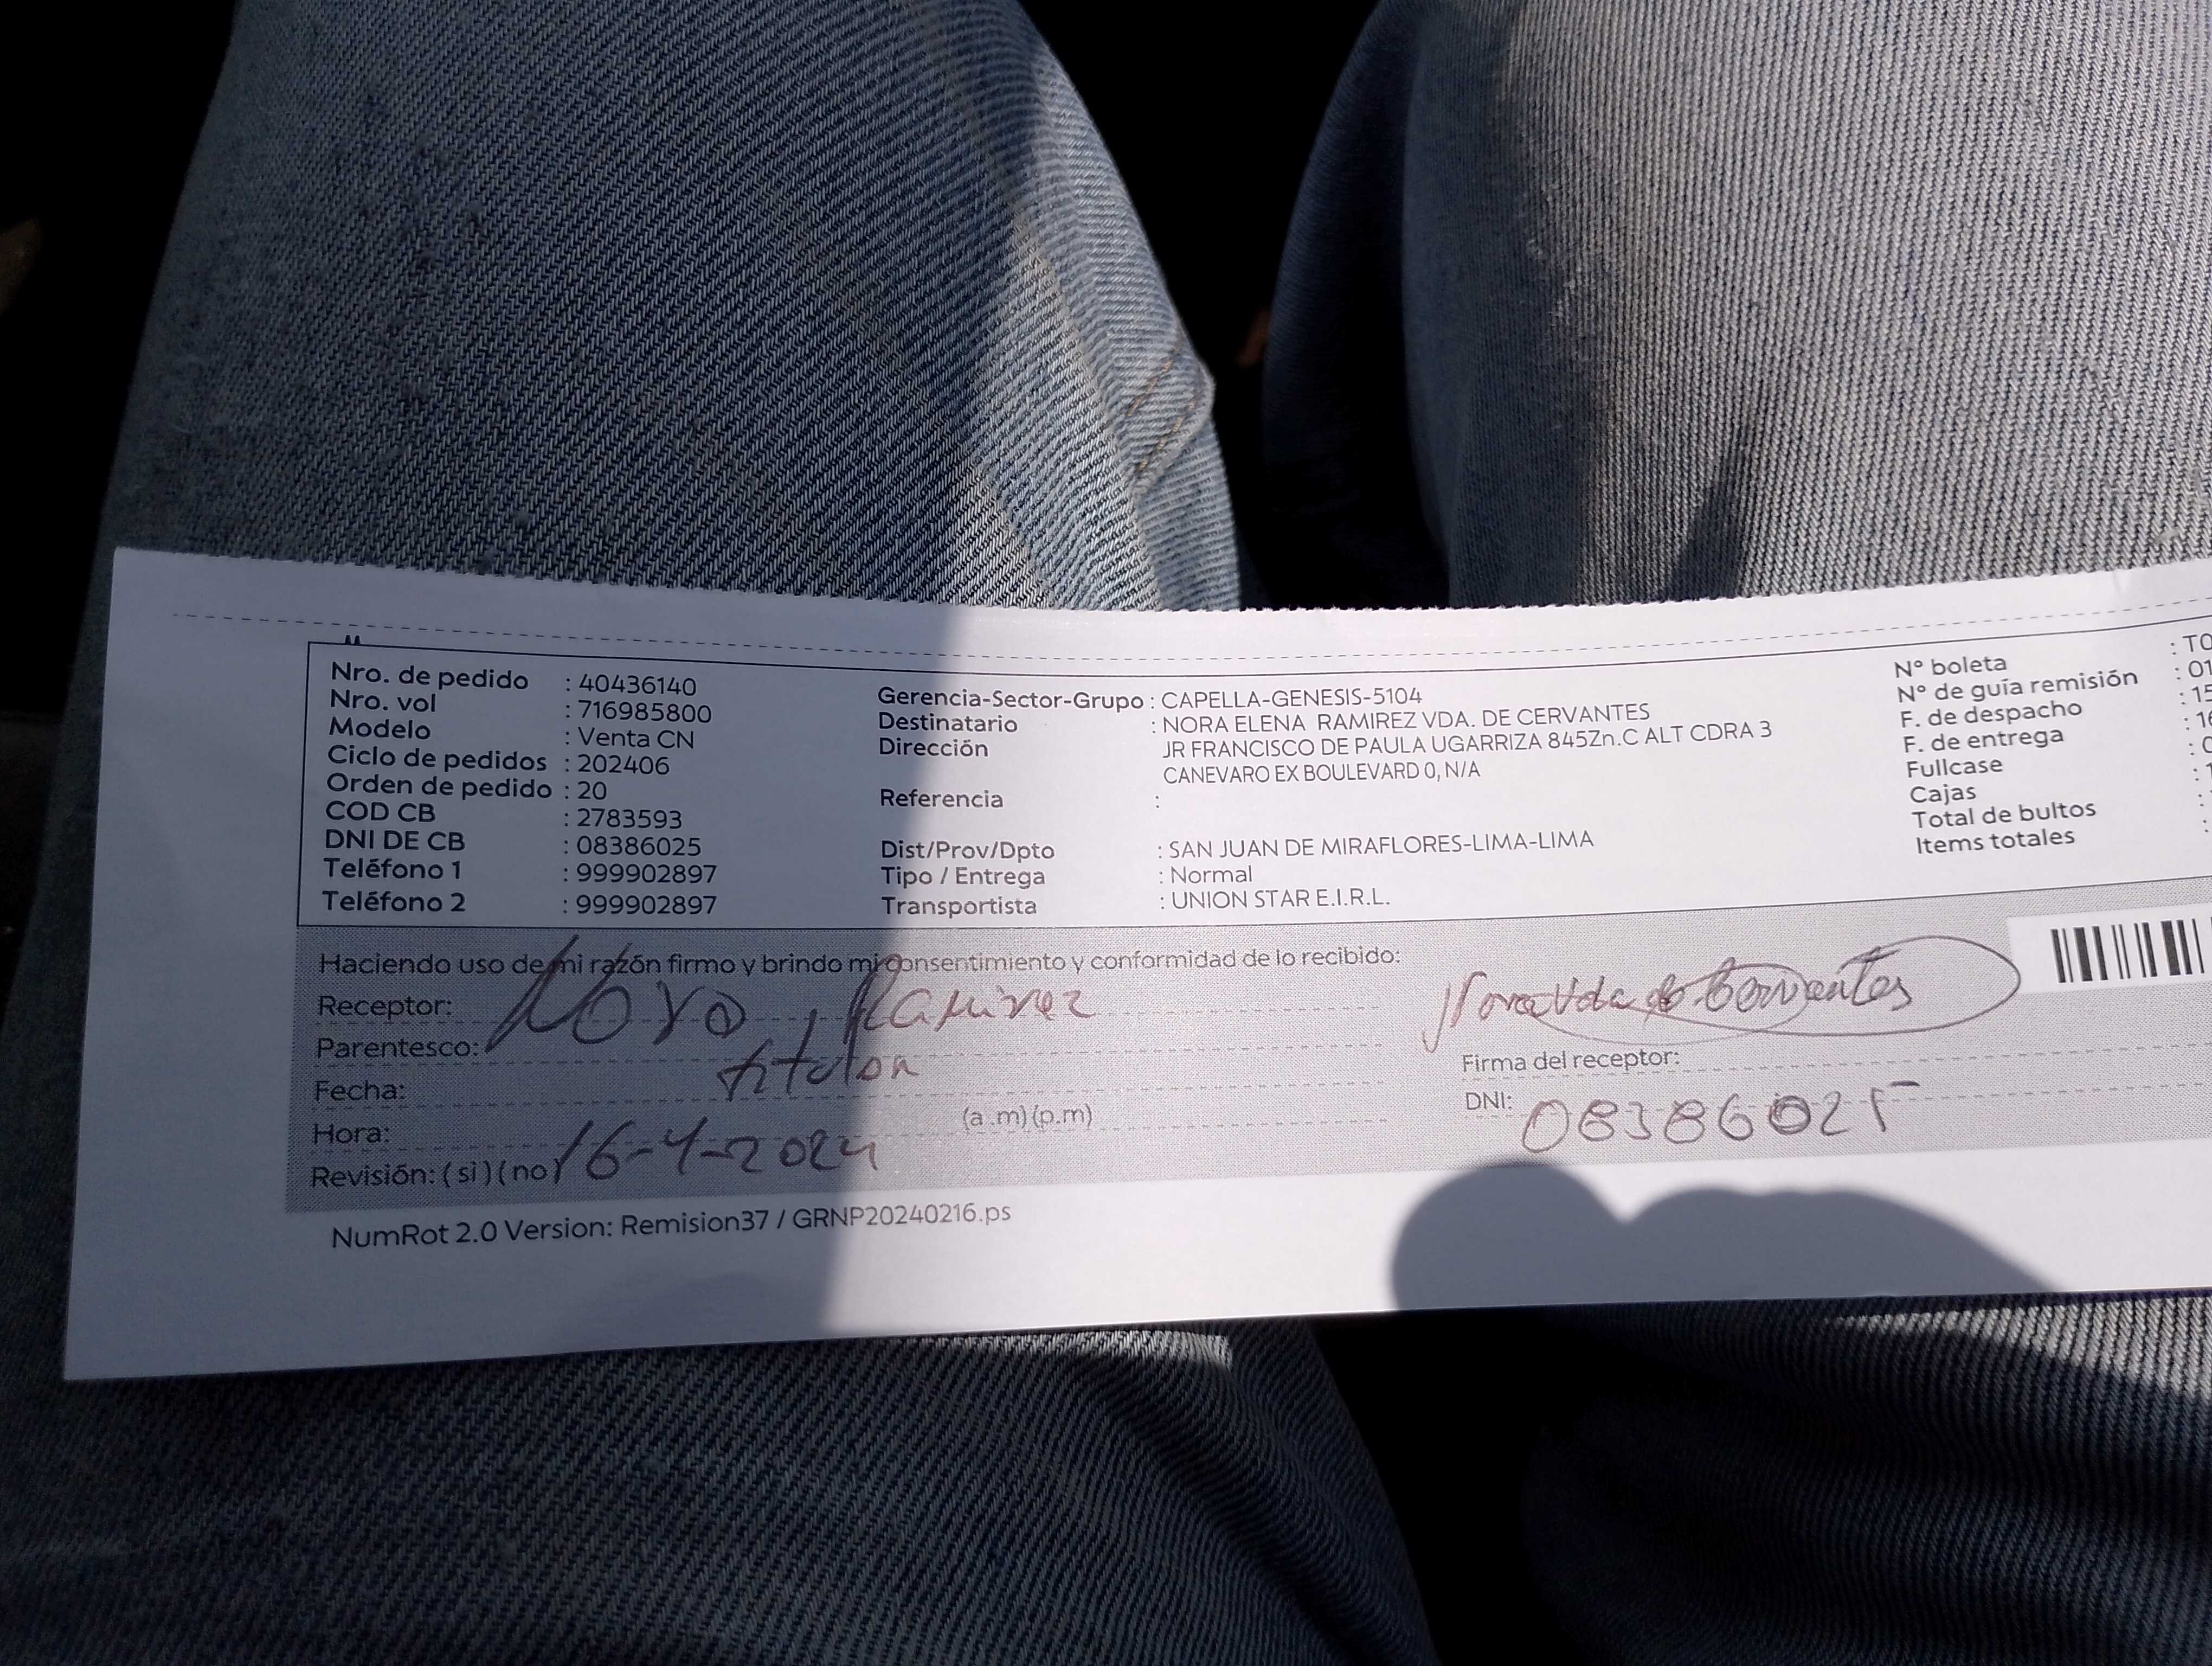 Nro. de pedido : 40436140
Nro. vol : 716985800
Modelo : Venta CN
Ciclo de pedidos : 202406
Orden de pedido : 20
COD CB : 2783593
DNI DE CB : 08386025
Teléfono 1 : 999902897
Teléfono 2 : 999902897
Gerencia-Sector-Grupo : CAPELLA-GENESIS-5104
Destinatario : NORA ELENA RAMIREZ VDA. DE CERVANTES
Dirección JR FRANCISCO DE PAULA UGARRIZA 845Zn.C ALT CDRA 3
CANEVARO EX BOULEVARD 0, N/A
Referencia :
Dist/Prov/Dpto : SAN JUAN DE MIRAFLORES-LIMA-LIMA
Tipo / Entrega : Normal
Transportista : UNION STAR E.I.R.L.
N° boleta : TO
N° de guía remisión : 01
F. de despacho : 15
F. de entrega : 16
Fullcase : 0
Cajas : 1
Total de bultos :
Items totales :
Haciendo uso de mi razón firmo y brindo mi consentimiento y conformidad de lo recibido:
Receptor: Nora Ramirez
Parentesco: titular
Fecha:
Hora: (a.m)(p.m)
16-4-2024
Revisión: (si)(no)
Nora Vda de Cervantes
Firma del receptor:
DNI: 08386025
NumRot 2.0 Version: Remision37 / GRNP20240216.ps